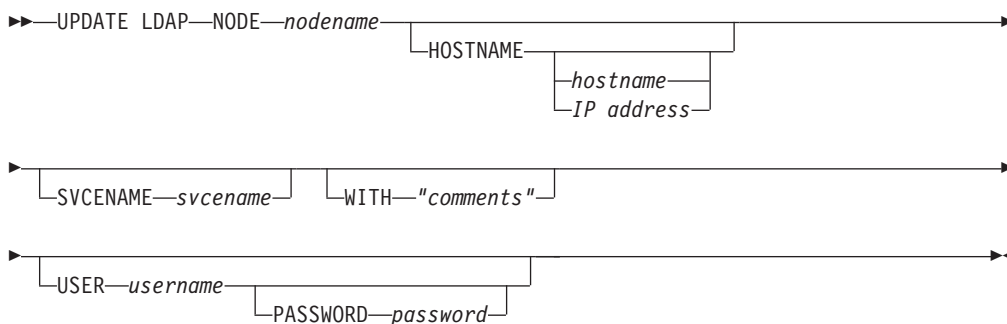 UPDATE LDAP NODE nodename
HOSTNAME
hostname
IP address
SVCENAME svcename WITH "comments"
USER username
PASSWORD password